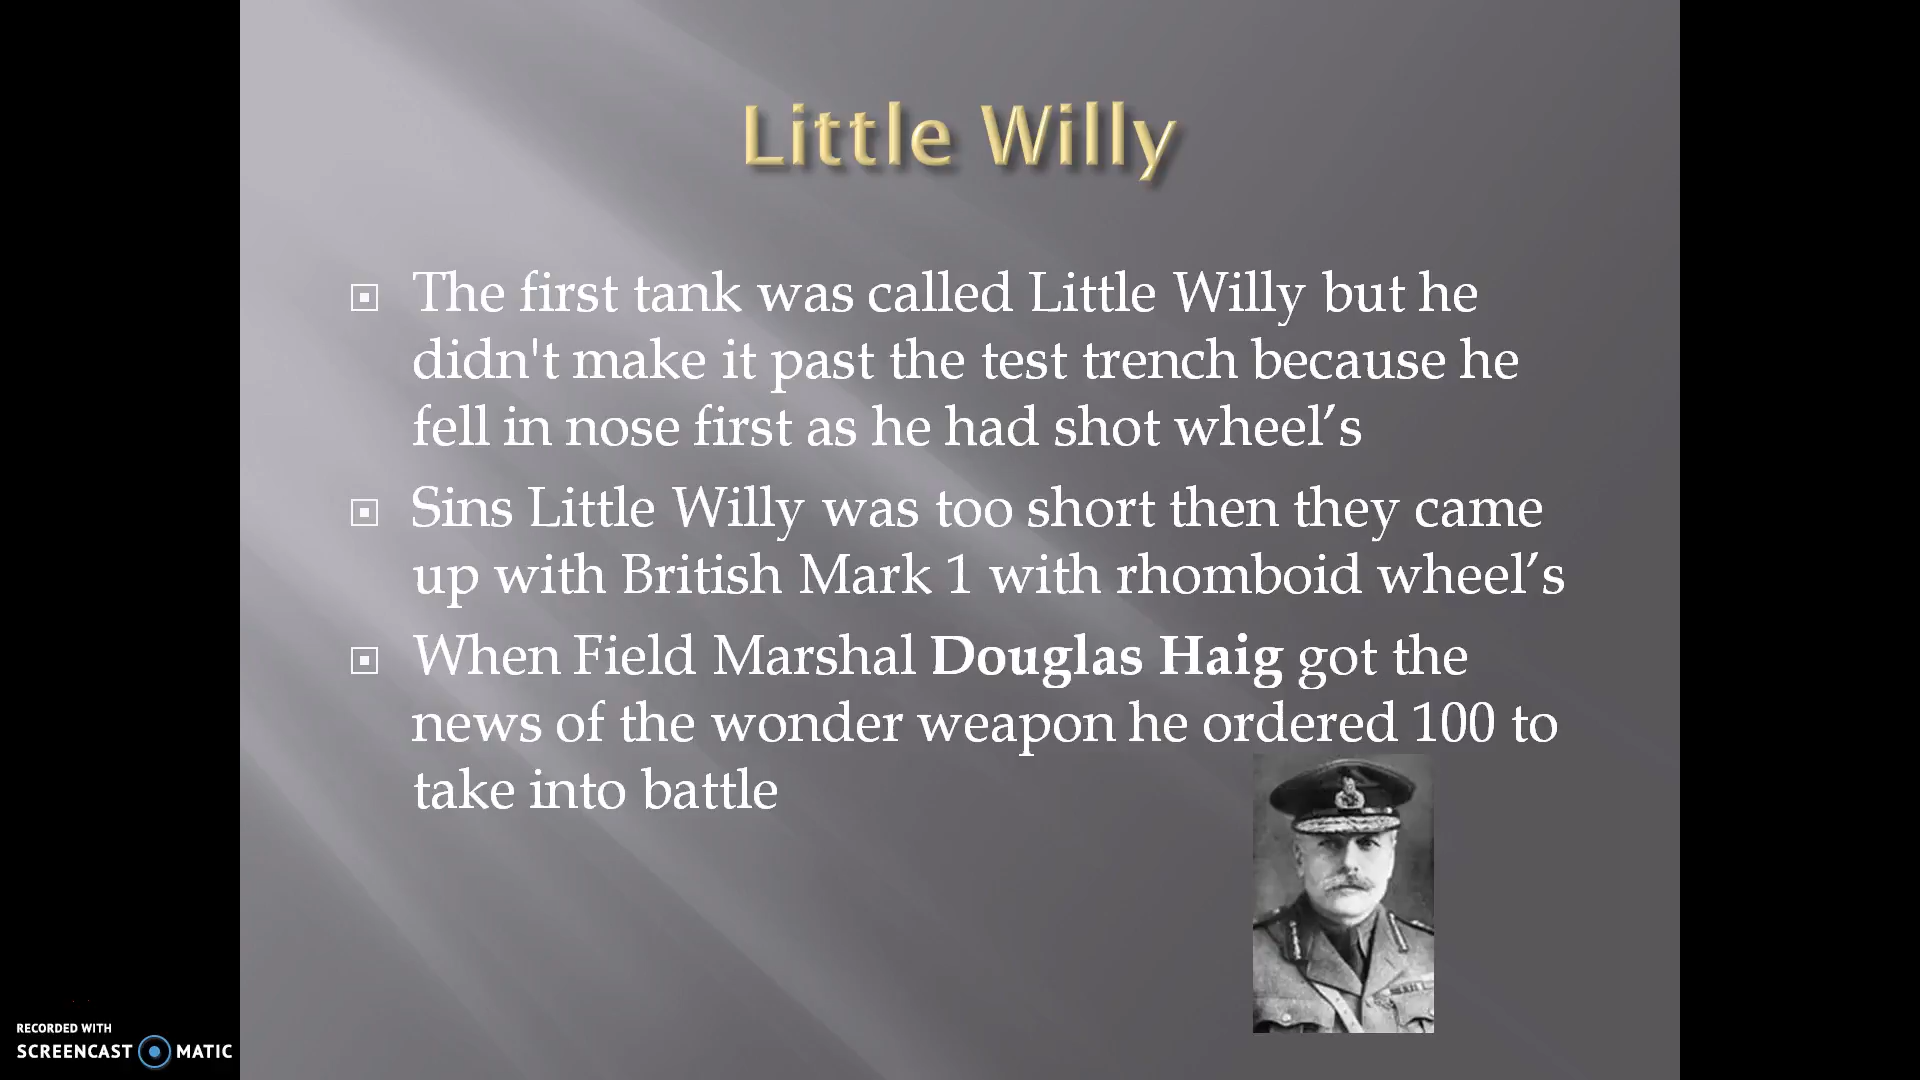 Little Willy
The first tank was called Little Willy but he
didn't make it past the test trench because he
fell in nose first as he had shot wheel’s
Sins Little Willy was too short then they came
up with British Mark 1 with rhomboid wheel’s
When Field Marshal Douglas Haig got the
news of the wonder weapon he ordered 100 to
take into battle
RECORDED WITH
SCREENCAST MATIC